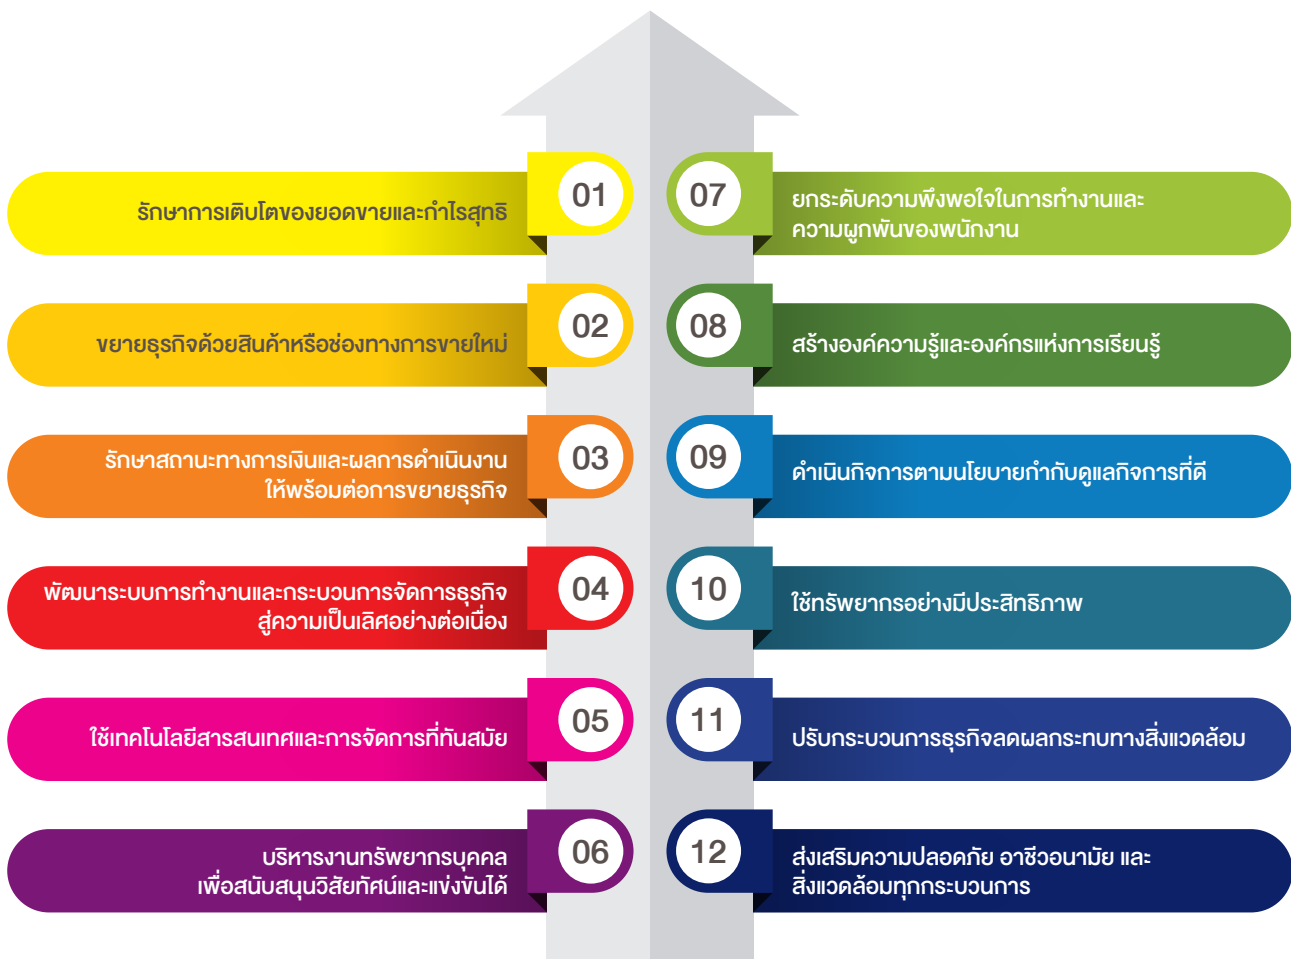 01
รักษาการเติบโตของยอดขายและกำไรสุทธิ
02
ขยายธุรกิจด้วยสินค้าหรือช่องทางการขายใหม่
03
รักษาสถานะทางการเงินและผลการดำเนินงาน
ให้พร้อมต่อการขยายธุรกิจ
04
พัฒนาระบบการทำงานและกระบวนการจัดการธุรกิจ
สู่ความเป็นเลิศอย่างต่อเนื่อง
05
ใช้เทคโนโลยีสารสนเทศและการจัดการที่ทันสมัย
06
บริหารงานทรัพยากรบุคคล
เพื่อสนับสนุนวิสัยทัศน์และแข่งขันได้
07
ยกระดับความพึงพอใจในการทำงานและ
ความผูกพันของพนักงาน
08
สร้างองค์ความรู้และองค์กรแห่งการเรียนรู้
09
ดำเนินกิจการตามนโยบายกำกับดูแลกิจการที่ดี
10
ใช้ทรัพยากรอย่างมีประสิทธิภาพ
11
ปรับกระบวนการธุรกิจลดผลกระทบทางสิ่งแวดล้อม
12
ส่งเสริมความปลอดภัย อาชีวอนามัย และ
สิ่งแวดล้อมทุกกระบวนการ